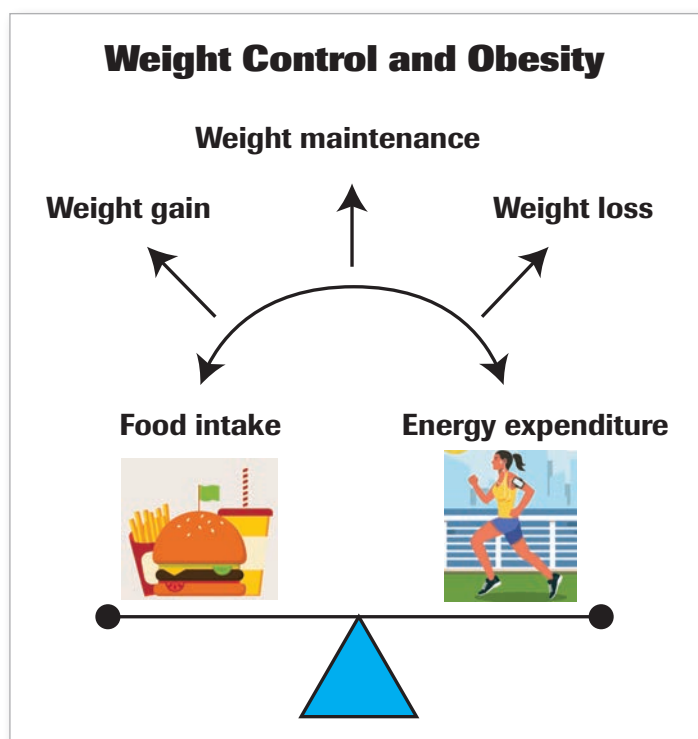 Weight Control and Obesity
Weight maintenance
Weight gain
Weight loss
Food intake
Energy expenditure